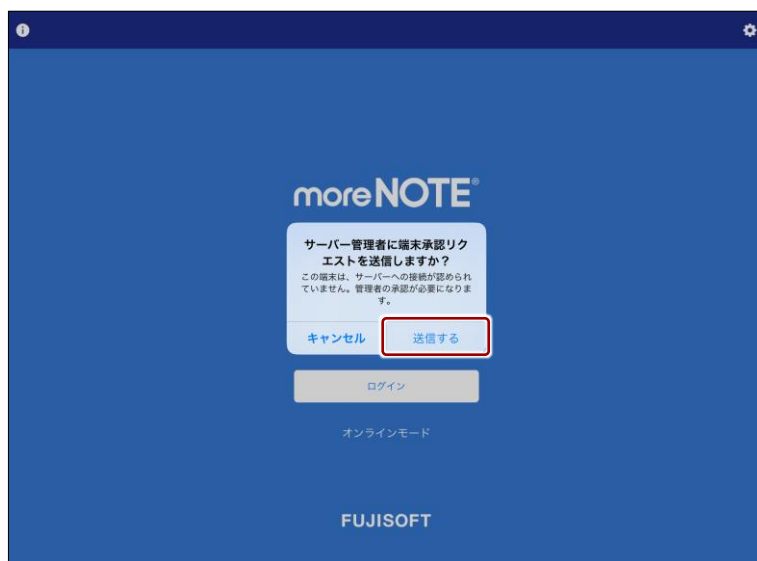 moreNOTE®
サーバー管理者に端末承認リク
エストを送信しますか？
この端末は、サーバーへの接続が認められ
ていません。管理者の承認が必要になりま
す。
キャンセル 送信する
ログイン
オンラインモード
FUJISOFT